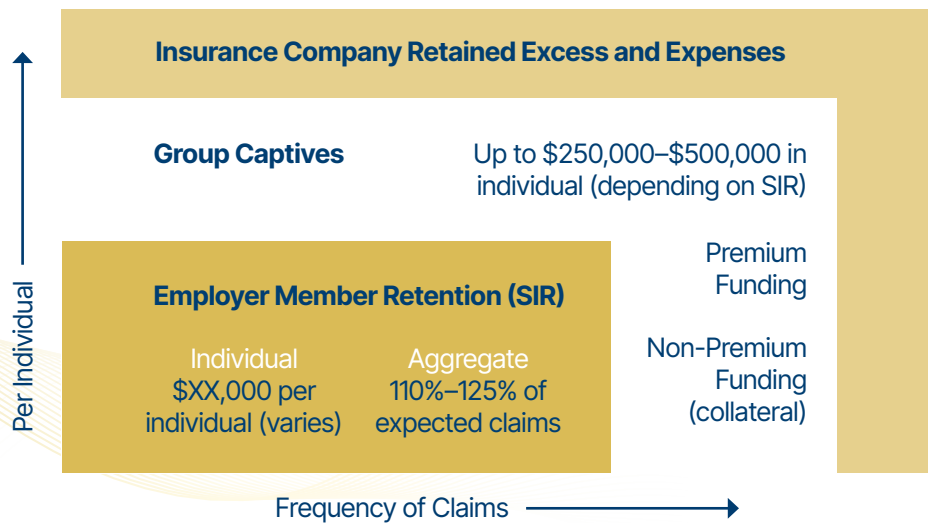 Insurance Company Retained Excess and Expenses
Group Captives
Up to $250,000–$500,000 in
individual (depending on SIR)
Premium
Funding
Non-Premium
Funding
(collateral)
Employer Member Retention (SIR)
Individual
$XX,000 per
individual (varies)
Aggregate
110%–125% of
expected claims
Per Individual
Frequency of Claims